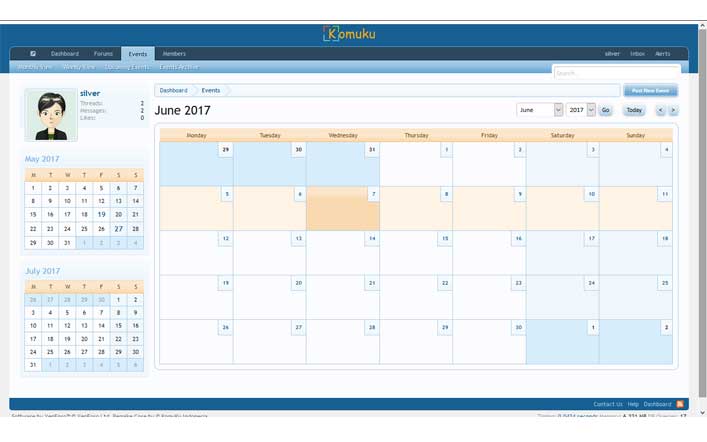 Komuku
Dashboard Forums Events Members silver Inbox Alerts
Monthly View Weekly View Upcoming Events Events Archive
Search...
silver
Threads: 2
Messages: 2
Likes: 0
Dashboard Events Post New Event
June 2017 June 2017 Go Today < >
Monday Tuesday Wednesday Thursday Friday Saturday Sunday
29 30 31 1 2 3 4
5 6 7 8 9 10 11
12 13 14 15 16 17 18
19 20 21 22 23 24 25
26 27 28 29 30 1 2
May 2017
M T W T F S S
1 2 3 4 5 6 7
8 9 10 11 12 13 14
15 16 17 18 19 20 21
22 23 24 25 26 27 28
29 30 31 1 2 3 4
July 2017
M T W T F S S
26 27 28 29 30 1 2
3 4 5 6 7 8 9
10 11 12 13 14 15 16
17 18 19 20 21 22 23
24 25 26 27 28 29 30
31 1 2 3 4 5 6
Contact Us Help Dashboard
Software by XenForo
seconds